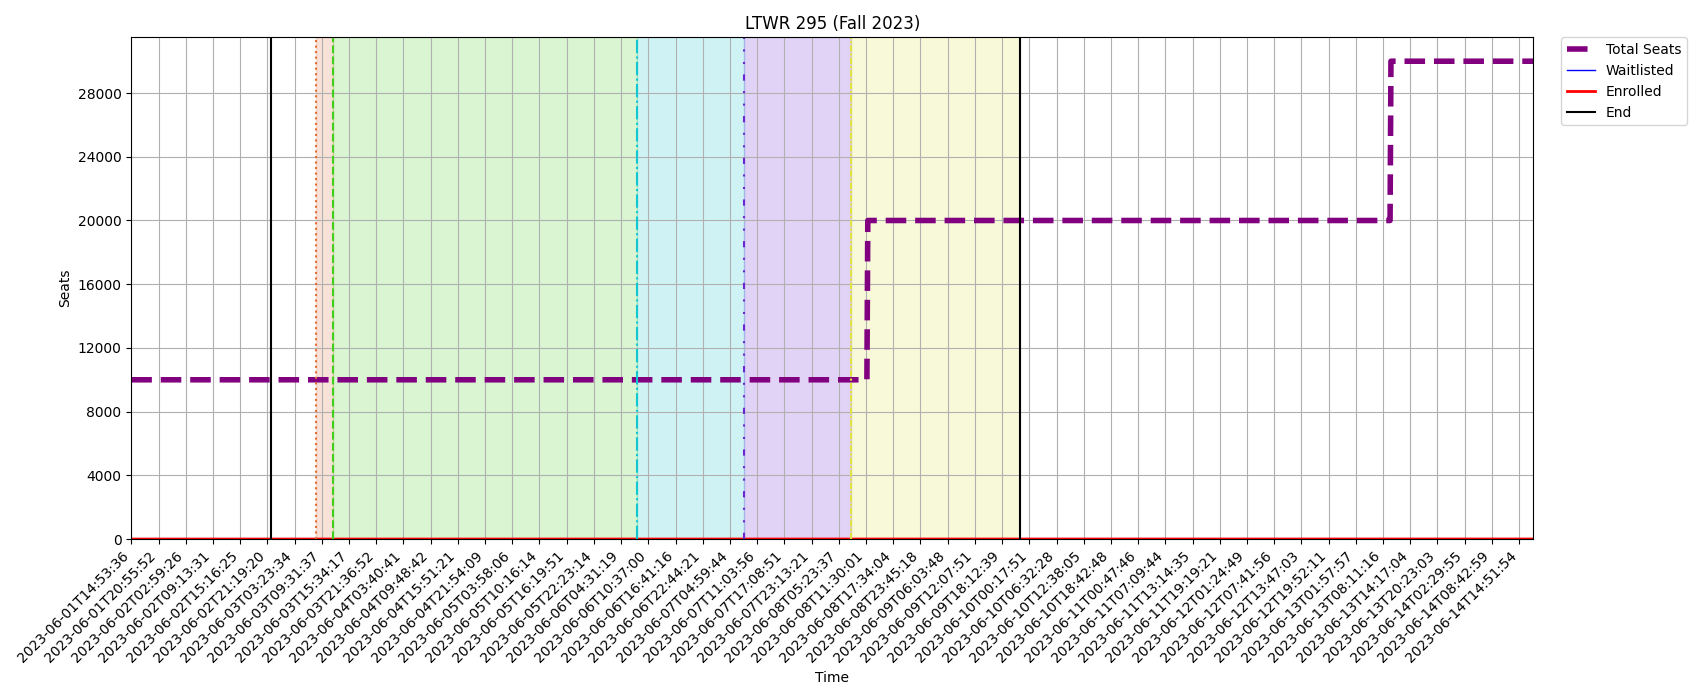 LTWR 295 (Fall 2023)
Total Seats
Waitlisted
Enrolled
End
Seats
28000
24000
20000
16000
12000
8000
4000
0
2023-06-01T14:53:36
2023-06-01T20:55:52
2023-06-02T02:59:26
2023-06-02T09:13:31
2023-06-02T15:16:25
2023-06-02T21:19:20
2023-06-03T03:23:34
2023-06-03T09:31:37
2023-06-03T15:34:17
2023-06-03T21:36:52
2023-06-04T03:40:41
2023-06-04T09:48:42
2023-06-04T15:51:21
2023-06-04T21:54:09
2023-06-05T03:58:06
2023-06-05T10:16:14
2023-06-05T16:19:51
2023-06-05T22:23:14
2023-06-06T04:31:19
2023-06-06T10:37:00
2023-06-06T16:41:16
2023-06-06T22:44:21
2023-06-07T04:59:44
2023-06-07T11:03:56
2023-06-07T17:08:51
2023-06-07T23:13:21
2023-06-08T05:23:37
2023-06-08T11:30:01
2023-06-08T17:34:04
2023-06-08T23:45:18
2023-06-09T06:03:48
2023-06-09T12:07:51
2023-06-09T18:12:39
2023-06-10T00:17:51
2023-06-10T06:32:28
2023-06-10T12:38:05
2023-06-10T18:42:48
2023-06-11T00:47:46
2023-06-11T07:09:44
2023-06-11T13:14:35
2023-06-11T19:19:21
2023-06-12T01:24:49
2023-06-12T07:41:56
2023-06-12T13:47:03
2023-06-12T19:52:11
2023-06-13T01:57:57
2023-06-13T08:11:16
2023-06-13T14:17:04
2023-06-13T20:23:03
2023-06-14T02:29:55
2023-06-14T08:42:59
2023-06-14T14:51:54
Time